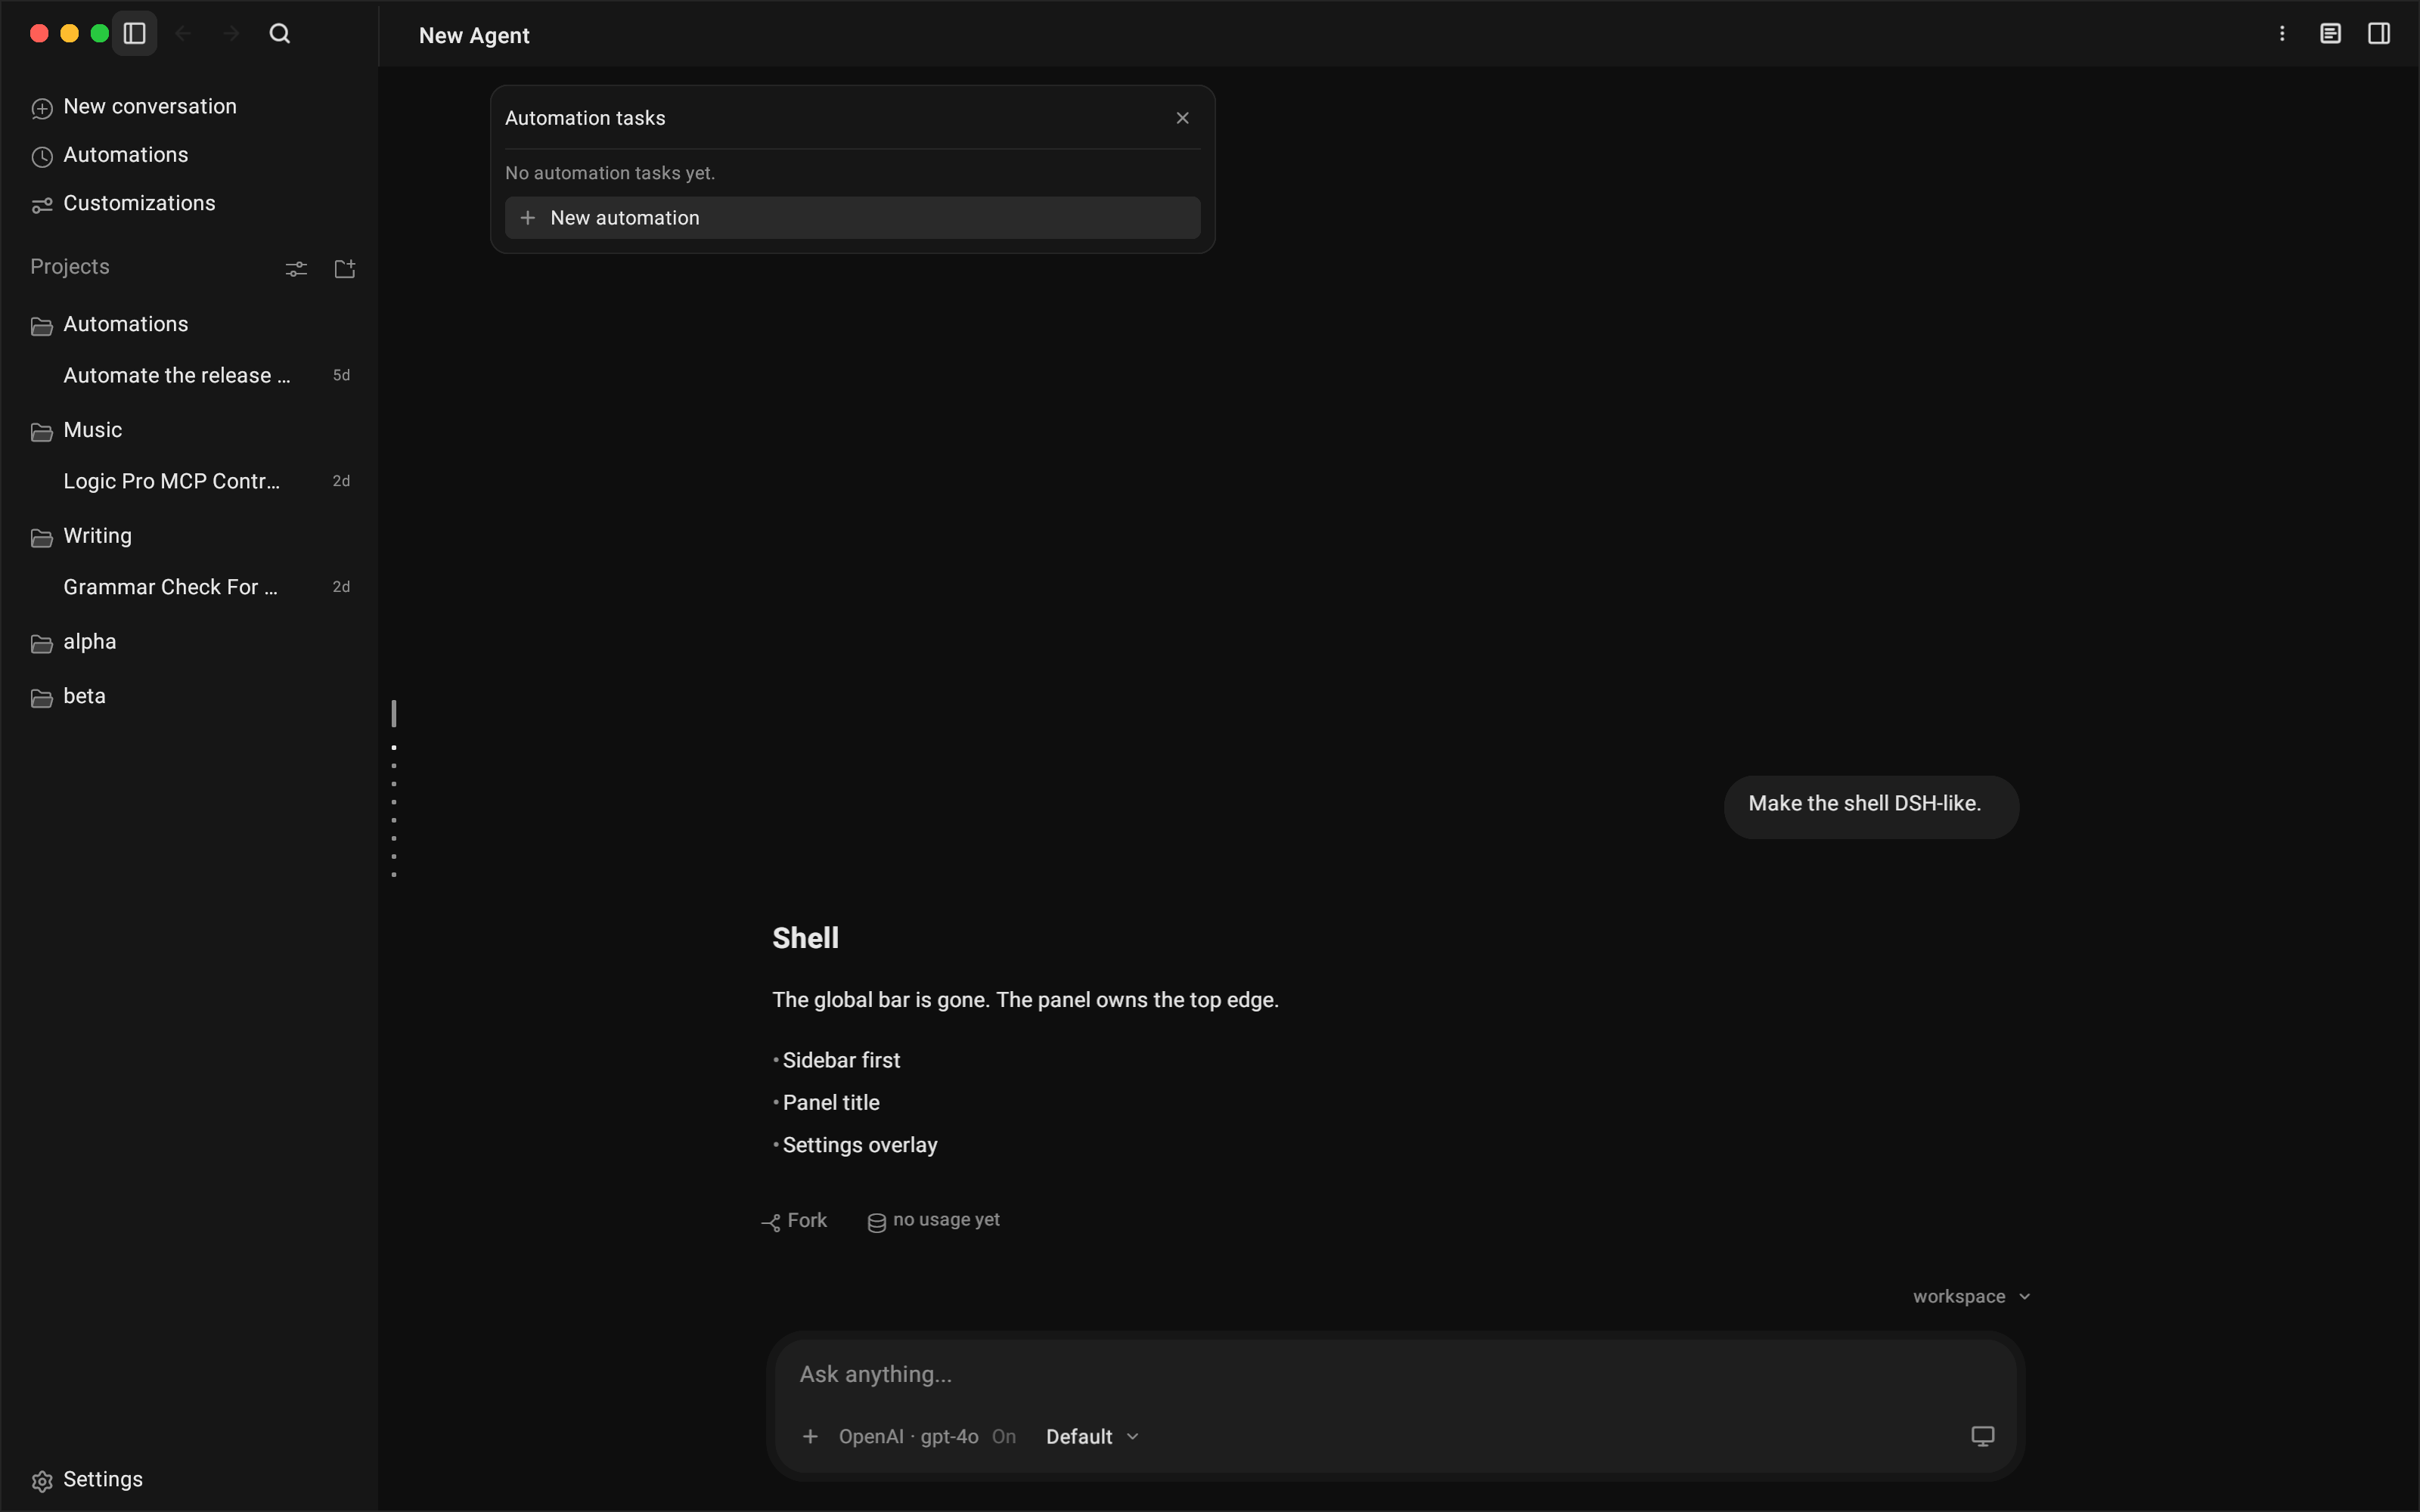 New Agent
New conversation
Automations
Customizations
Projects
Automations
Automate the release ... 5d
Music
Logic Pro MCP Contr... 2d
Writing
Grammar Check For ... 2d
alpha
beta
Settings
Automation tasks
No automation tasks yet.
New automation
Make the shell DSH-like.
Shell
The global bar is gone. The panel owns the top edge.
• Sidebar first
• Panel title
• Settings overlay
Fork no usage yet
workspace
Ask anything...
OpenAI · gpt-4o On Default